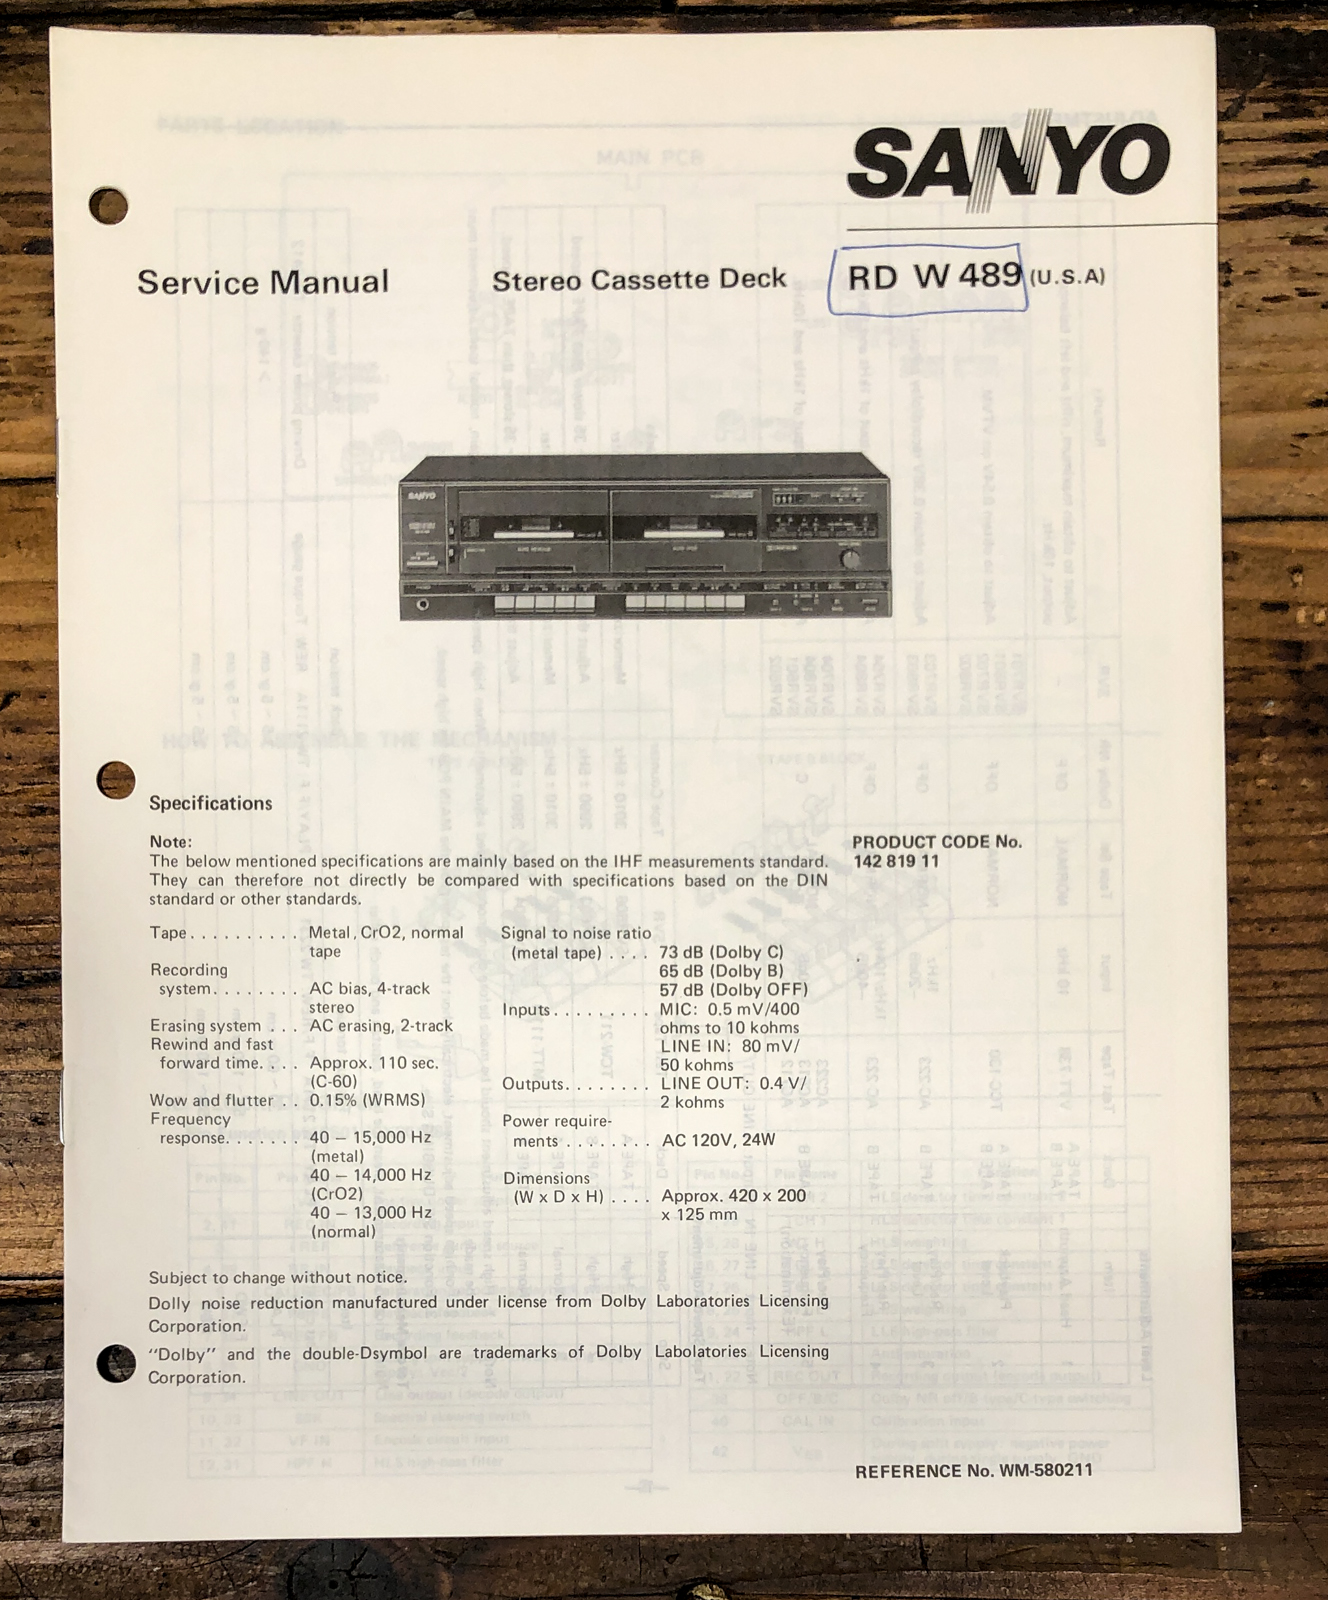 SANYO
Service Manual
Stereo Cassette Deck
RD W 489 (U.S.A)
SANYO
Specifications
Note:
The below mentioned specifications are mainly based on the IHF measurements standard.
They can therefore not directly be compared with specifications based on the DIN
standard or other standards.
PRODUCT CODE No.
142 819 11
Tape.......... Metal, CrO2, normal
tape
Recording
system........ AC bias, 4-track
stereo
Erasing system ... AC erasing, 2-track
Rewind and fast
forward time.... Approx. 110 sec.
(C-60)
Wow and flutter .. 0.15% (WRMS)
Frequency
response....... 40 – 15,000 Hz
(metal)
40 – 14,000 Hz
(CrO2)
40 – 13,000 Hz
(normal)
Signal to noise ratio
(metal tape) .... 73 dB (Dolby C)
65 dB (Dolby B)
57 dB (Dolby OFF)
Inputs......... MIC: 0.5 mV/400
ohms to 10 kohms
LINE IN: 80 mV/
50 kohms
Outputs........ LINE OUT: 0.4 V/
2 kohms
Power require-
ments ........ AC 120V, 24W
Dimensions
(W x D x H) .... Approx. 420 x 200
x 125 mm
Subject to change without notice.
Dolly noise reduction manufactured under license from Dolby Laboratories Licensing
Corporation.
"Dolby" and the double-Dsymbol are trademarks of Dolby Labolatories Licensing
Corporation.
REFERENCE No. WM-580211